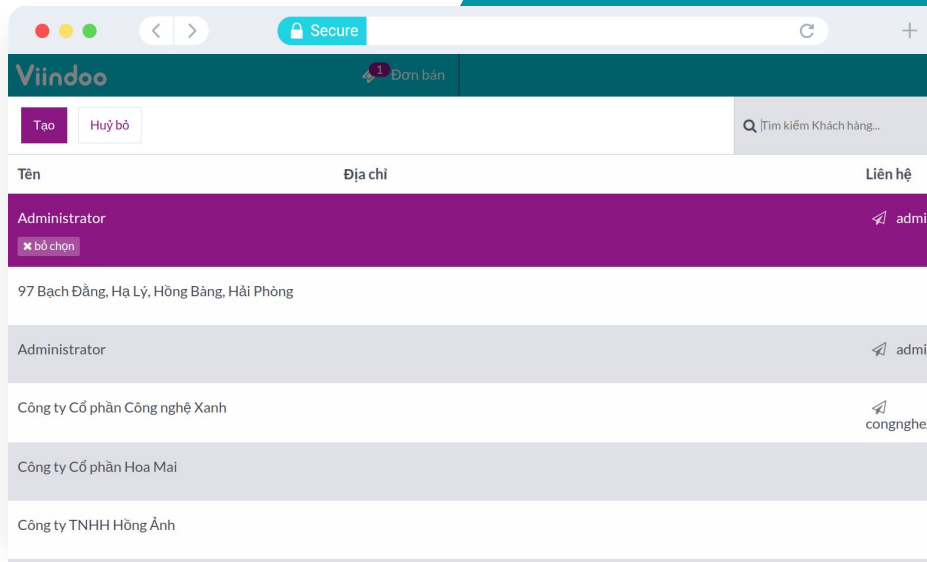 Secure
Viindoo
1 Đơn bán
Tạo Huỷ bỏ Tìm kiếm Khách hàng...
Tên Địa chỉ Liên hệ
Administrator admi
✖ bỏ chọn
97 Bạch Đằng, Hạ Lý, Hồng Bàng, Hải Phòng
Administrator admi
Công ty Cổ phần Công nghệ Xanh
congnghe
Công ty Cổ phần Hoa Mai
Công ty TNHH Hồng Ảnh